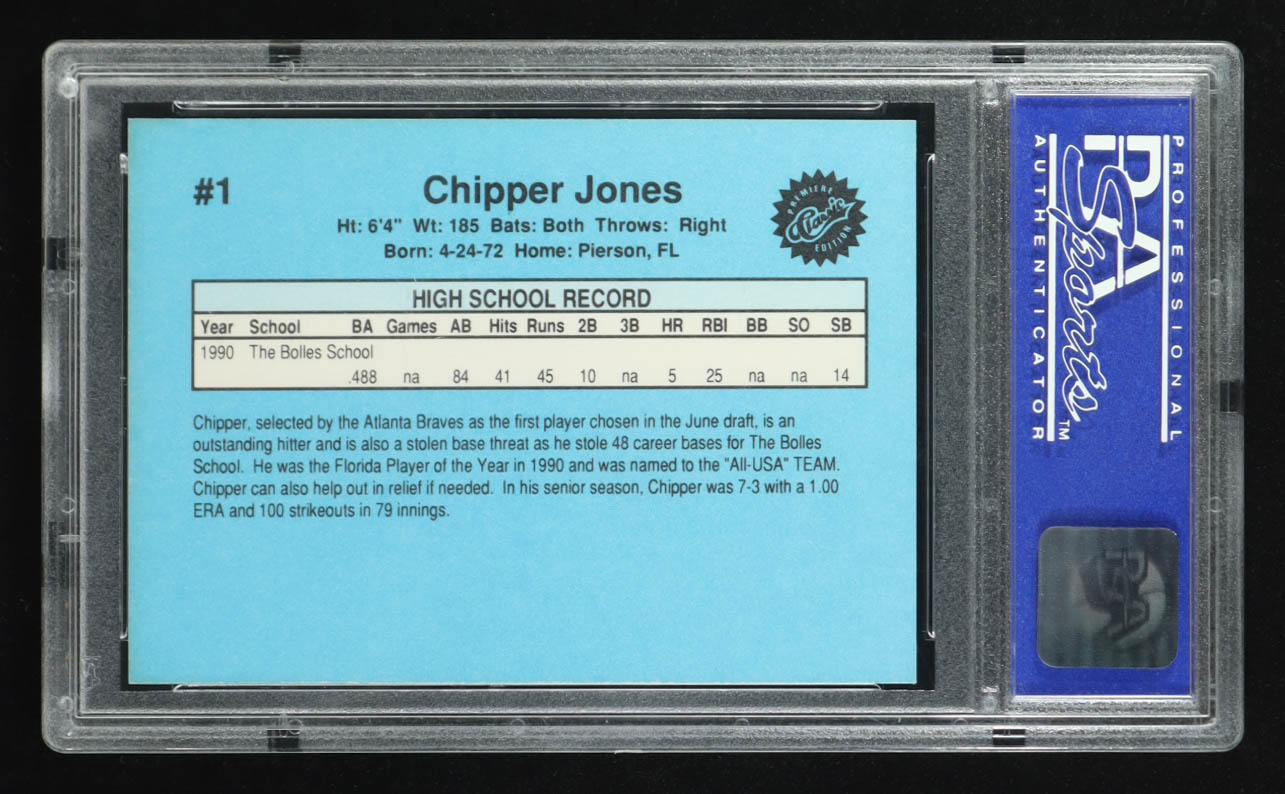 #1
Chipper Jones
Ht: 6'4" Wt: 185 Bats: Both Throws: Right
Born: 4-24-72 Home: Pierson, FL
PREMIERE
Classic
EDITION
HIGH SCHOOL RECORD
Year School BA Games AB Hits Runs 2B 3B HR RBI BB SO SB
1990 The Bolles School
.488 na 84 41 45 10 na 5 25 na na 14
Chipper, selected by the Atlanta Braves as the first player chosen in the June draft, is an
outstanding hitter and is also a stolen base threat as he stole 48 career bases for The Bolles
School. He was the Florida Player of the Year in 1990 and was named to the "All-USA" TEAM.
Chipper can also help out in relief if needed. In his senior season, Chipper was 7-3 with a 1.00
ERA and 100 strikeouts in 79 innings.
PROFESSIONAL
PSA
Sports
TM
AUTHENTICATOR
PSA